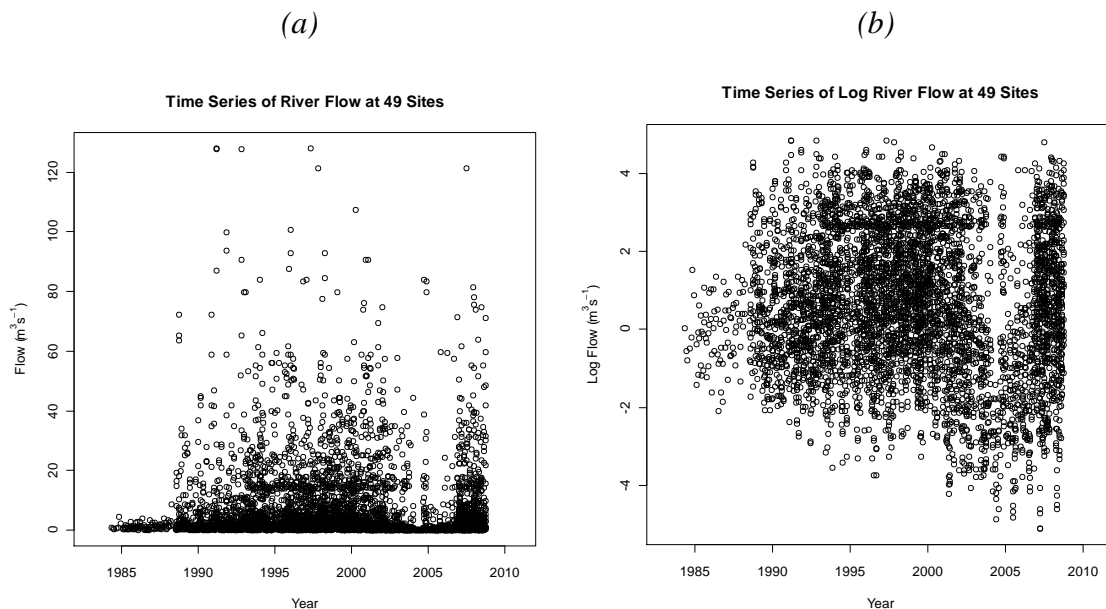 (a)
Time Series of River Flow at 49 Sites
120
100
80
60
40
20
0
Flow (m³s⁻¹)
1985 1990 1995 2000 2005 2010
Year
(b)
Time Series of Log River Flow at 49 Sites
4
2
0
-2
-4
Log Flow (m³s⁻¹)
1985 1990 1995 2000 2005 2010
Year